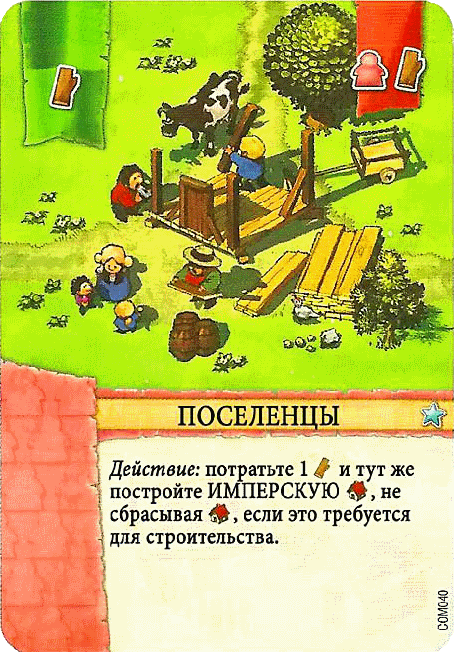 ПОСЕЛЕНЦЫ
Действие: потратьте 1 и тут же
постройте ИМПЕРСКУЮ , не
сбрасывая , если это требуется
для строительства.
COM040